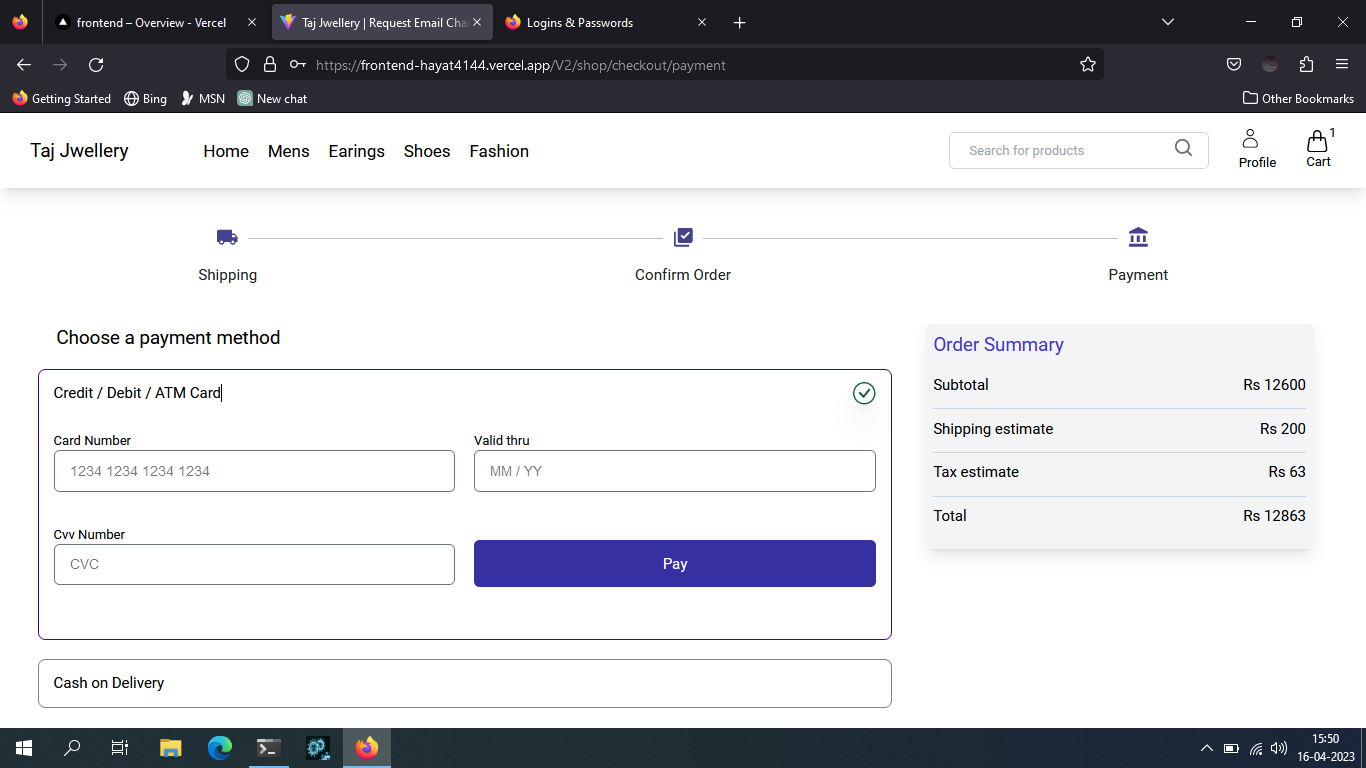 frontend – Overview - Vercel
Taj Jwellery | Request Email Cha
Logins & Passwords
https://frontend-hayat4144.vercel.app/V2/shop/checkout/payment
Getting Started
Bing
MSN
New chat
Other Bookmarks
Taj Jwellery
Home
Mens
Earings
Shoes
Fashion
Search for products
Profile
1
Cart
Shipping
Confirm Order
Payment
Choose a payment method
Credit / Debit / ATM Card
Card Number
Valid thru
1234 1234 1234 1234
MM / YY
Cvv Number
CVC
Pay
Cash on Delivery
Order Summary
Subtotal Rs 12600
Shipping estimate Rs 200
Tax estimate Rs 63
Total Rs 12863
15:50
16-04-2023